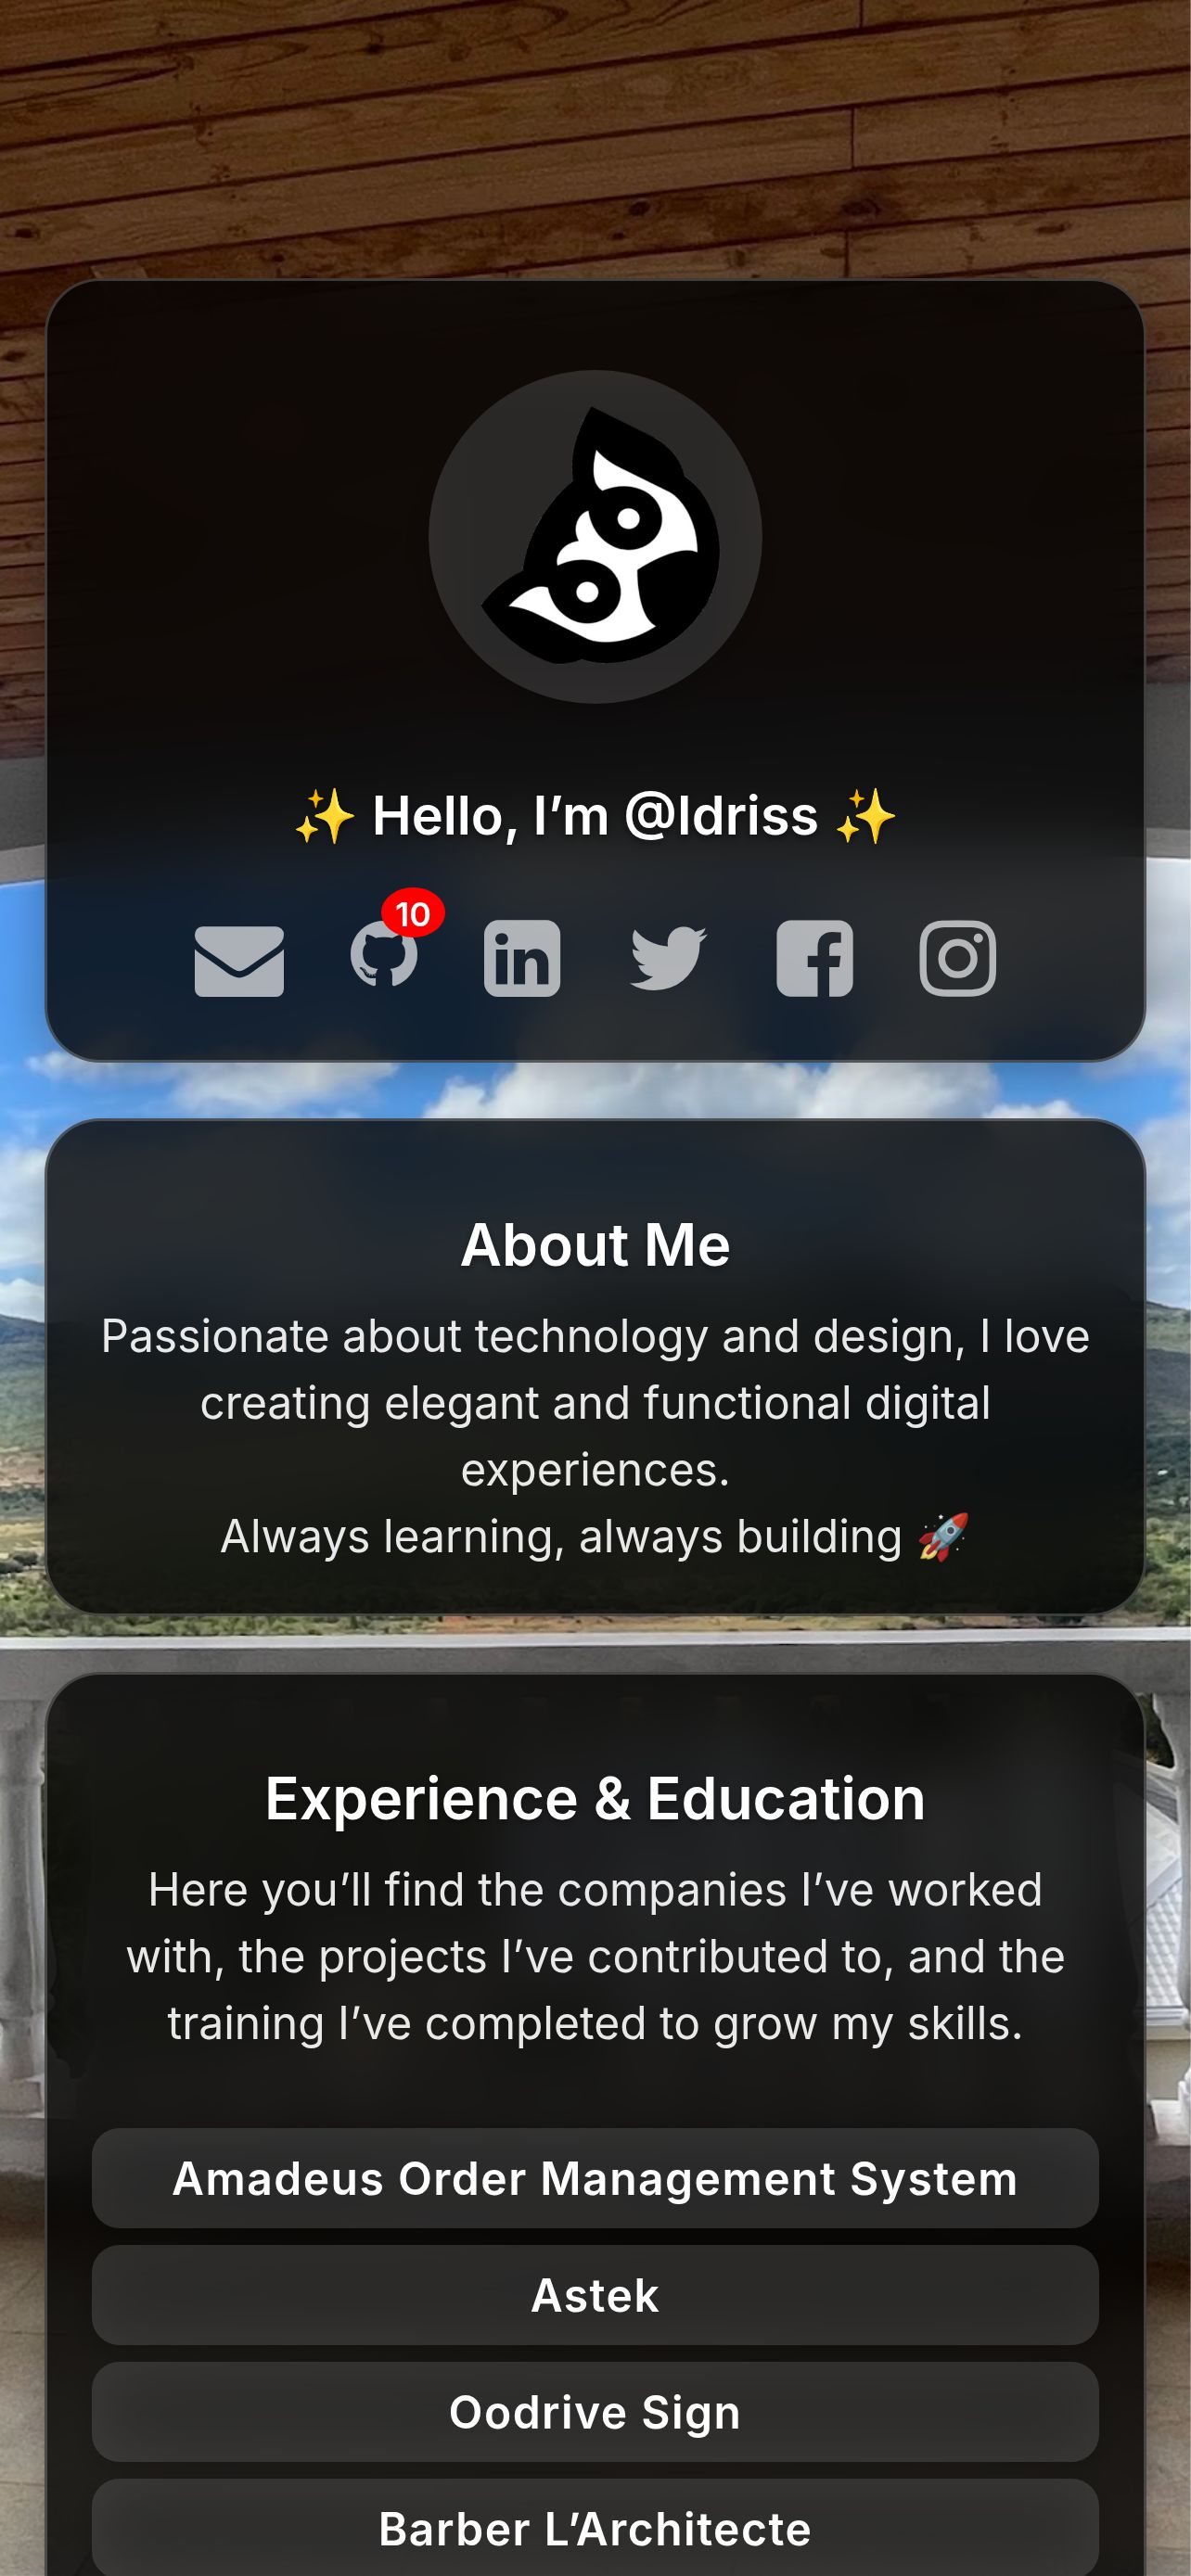 ✨ Hello, I’m @Idriss ✨
10
About Me
Passionate about technology and design, I love
creating elegant and functional digital
experiences.
Always learning, always building 🚀
Experience & Education
Here you’ll find the companies I’ve worked
with, the projects I’ve contributed to, and the
training I’ve completed to grow my skills.
Amadeus Order Management System
Astek
Oodrive Sign
Barber L’Architecte